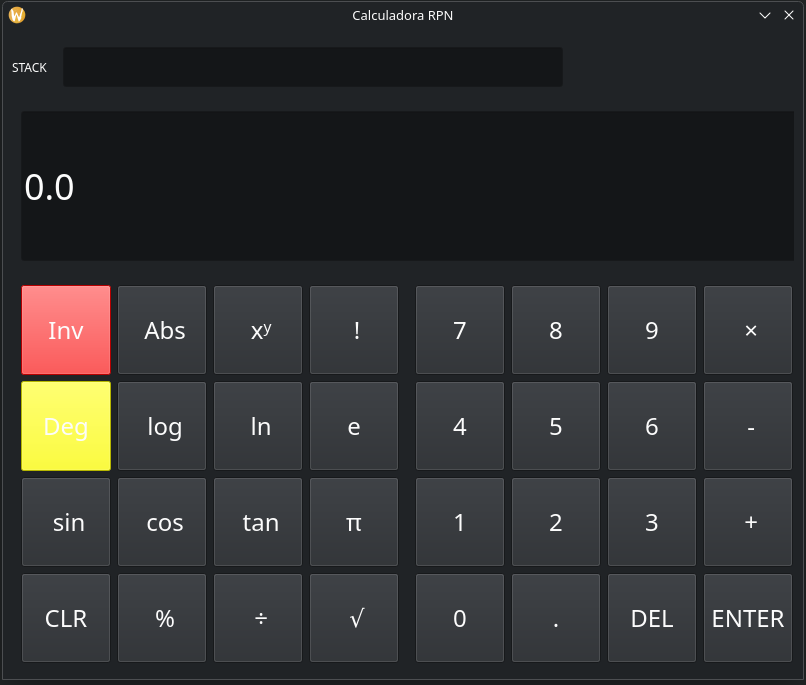 Calculadora RPN
STACK
0.0
Inv Abs xʸ ! 7 8 9 ×
Deg log ln e 4 5 6 -
sin cos tan π 1 2 3 +
CLR % ÷ √ 0 . DEL ENTER